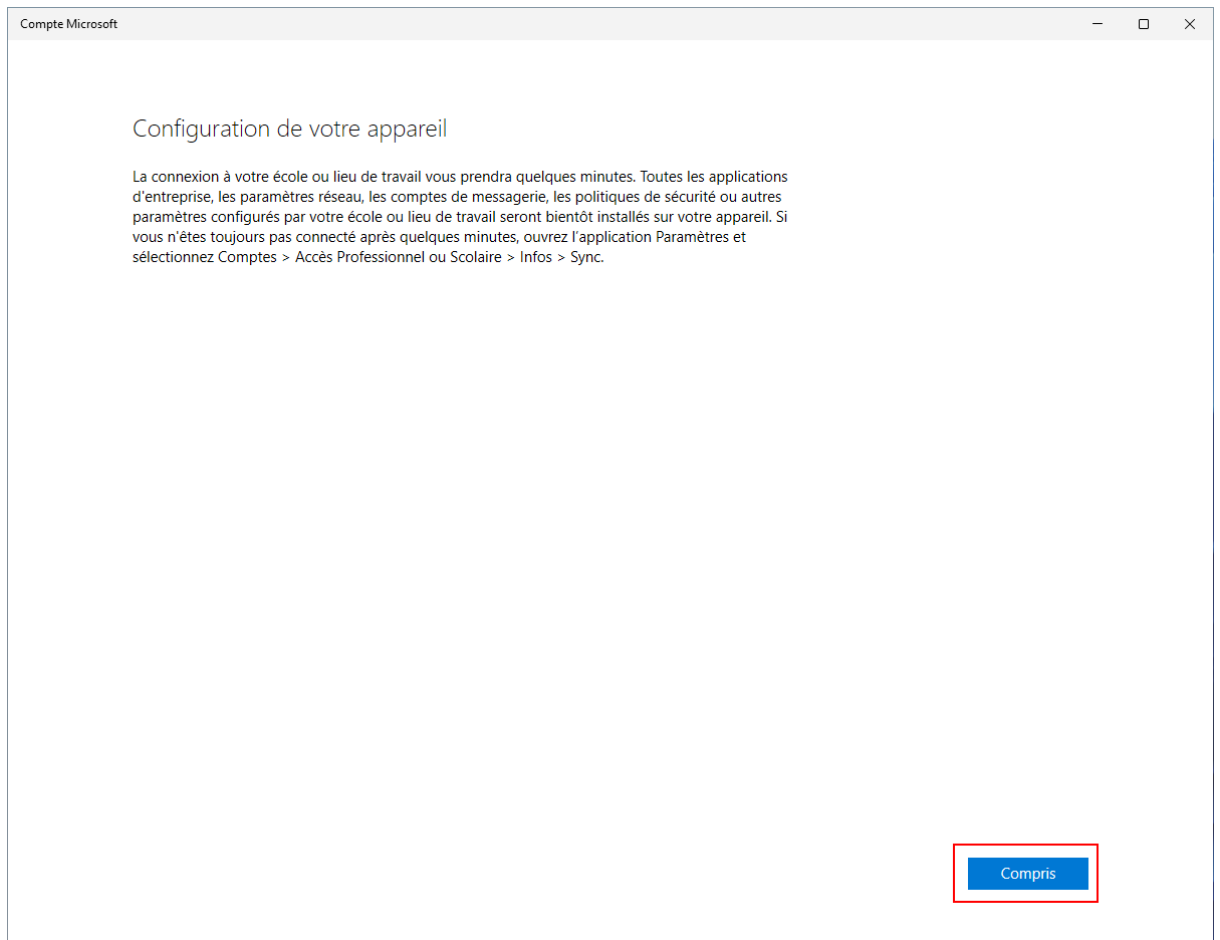 Compte Microsoft
Configuration de votre appareil
La connexion à votre école ou lieu de travail vous prendra quelques minutes. Toutes les applications
d'entreprise, les paramètres réseau, les comptes de messagerie, les politiques de sécurité ou autres
paramètres configurés par votre école ou lieu de travail seront bientôt installés sur votre appareil. Si
vous n'êtes toujours pas connecté après quelques minutes, ouvrez l'application Paramètres et
sélectionnez Comptes > Accès Professionnel ou Scolaire > Infos > Sync.
Compris